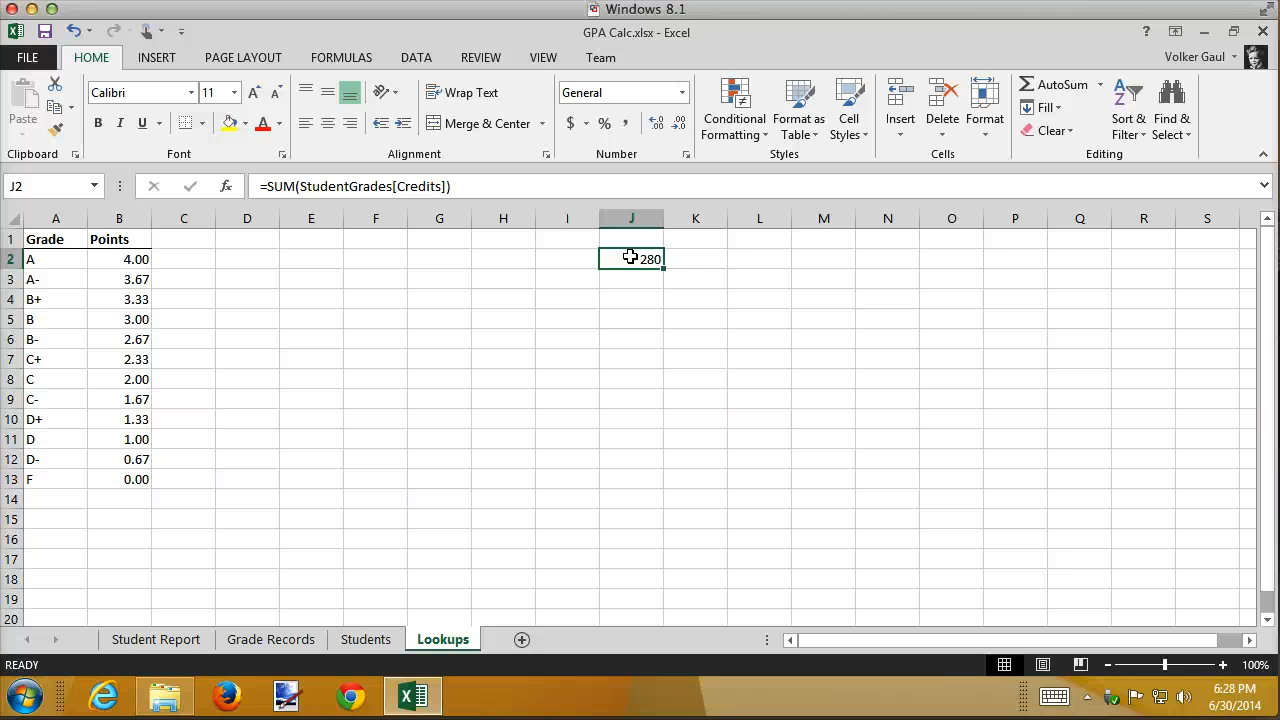 Windows 8.1
GPA Calc.xlsx - Excel
?
FILE HOME INSERT PAGE LAYOUT FORMULAS DATA REVIEW VIEW Team Volker Gaul
Paste
Calibri 11
A A
B I U A
Wrap Text
Merge & Center
General
$ % ,
Conditional Formatting
Format as Table
Cell Styles
Insert
Delete
Format
Σ AutoSum
Fill
Clear
Sort & Filter
Find & Select
Clipboard Font Alignment Number Styles Cells Editing
J2 fx =SUM(StudentGrades[Credits])
A B C D E F G H I J K L M N O P Q R S
1 Grade Points
2 A 4.00 280
3 A- 3.67
4 B+ 3.33
5 B 3.00
6 B- 2.67
7 C+ 2.33
8 C 2.00
9 C- 1.67
10 D+ 1.33
11 D 1.00
12 D- 0.67
13 F 0.00
14
15
16
17
18
19
20
Student Report Grade Records Students Lookups
READY 100%
6:28 PM
6/30/2014